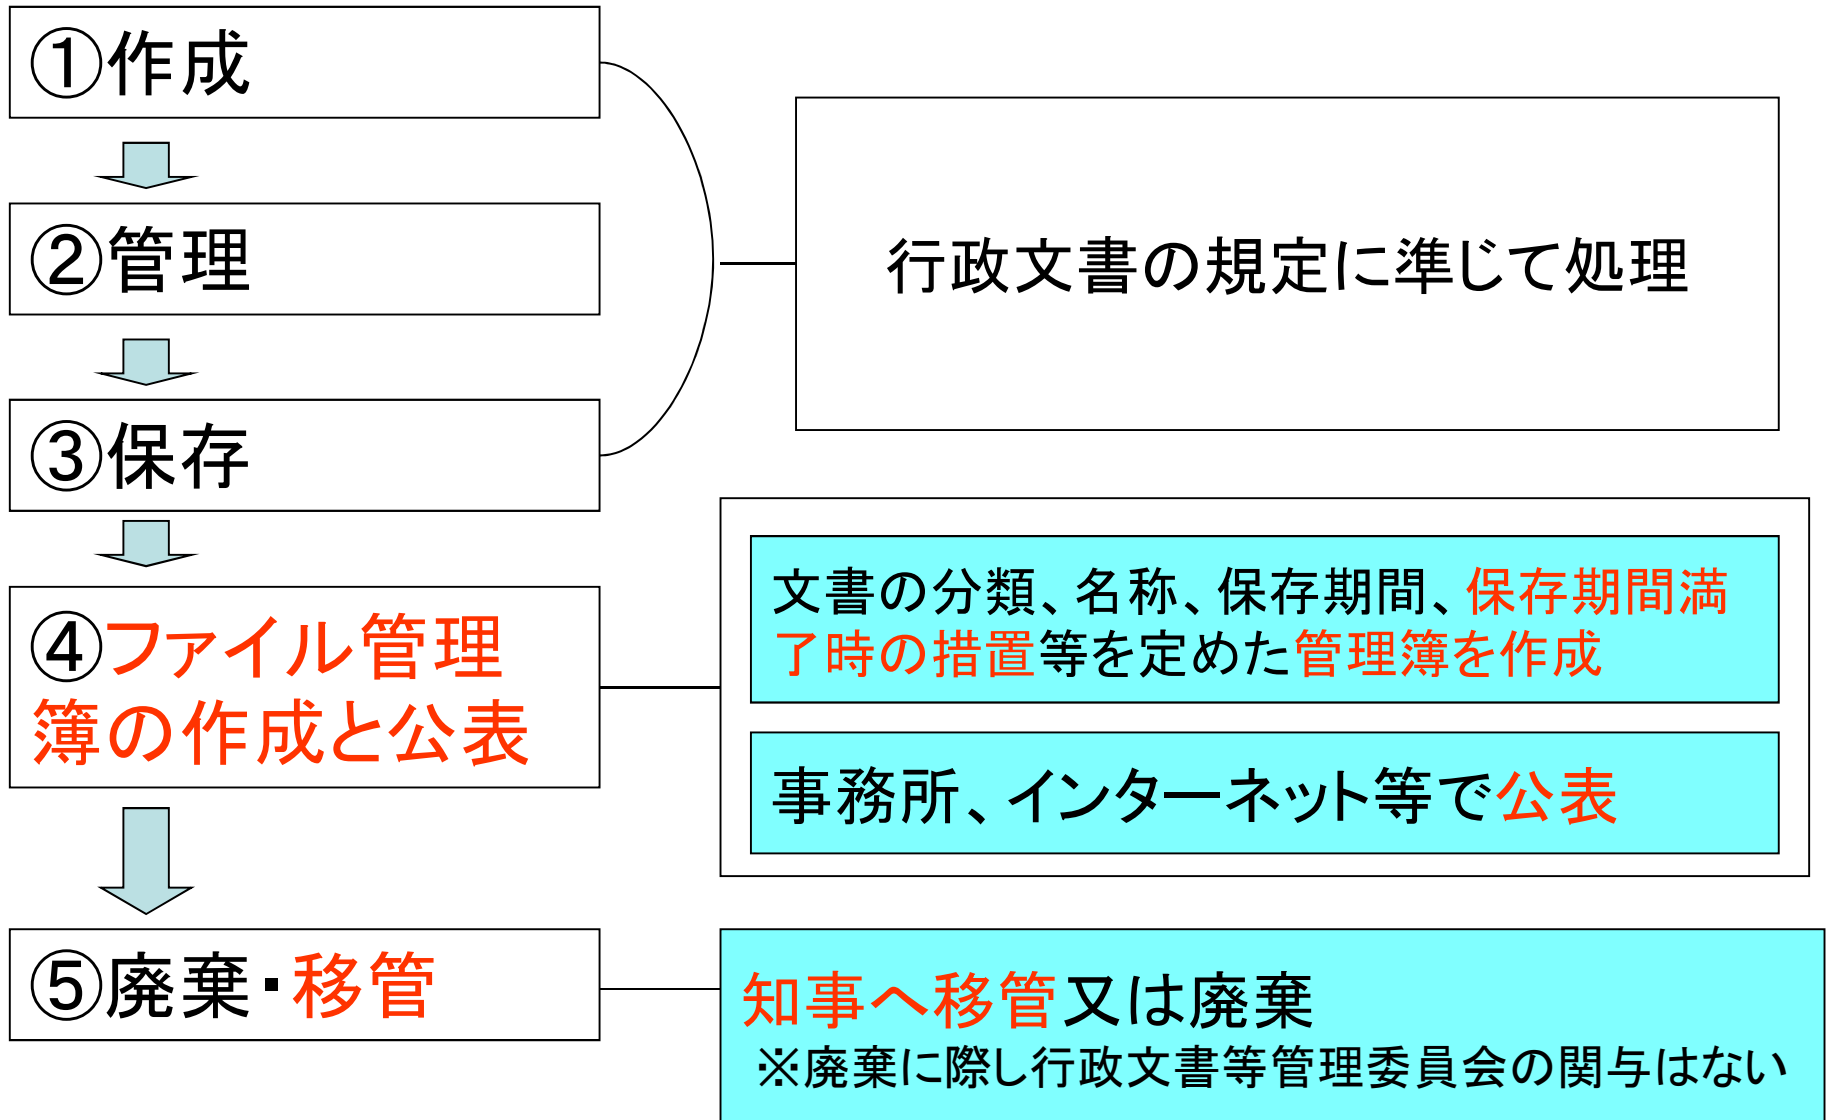 ①作成
②管理
③保存
行政文書の規定に準じて処理
④ファイル管理
簿の作成と公表
文書の分類、名称、保存期間、保存期間満
了時の措置等を定めた管理簿を作成
事務所、インターネット等で公表
⑤廃棄・移管
知事へ移管又は廃棄
※廃棄に際し行政文書等管理委員会の関与はない